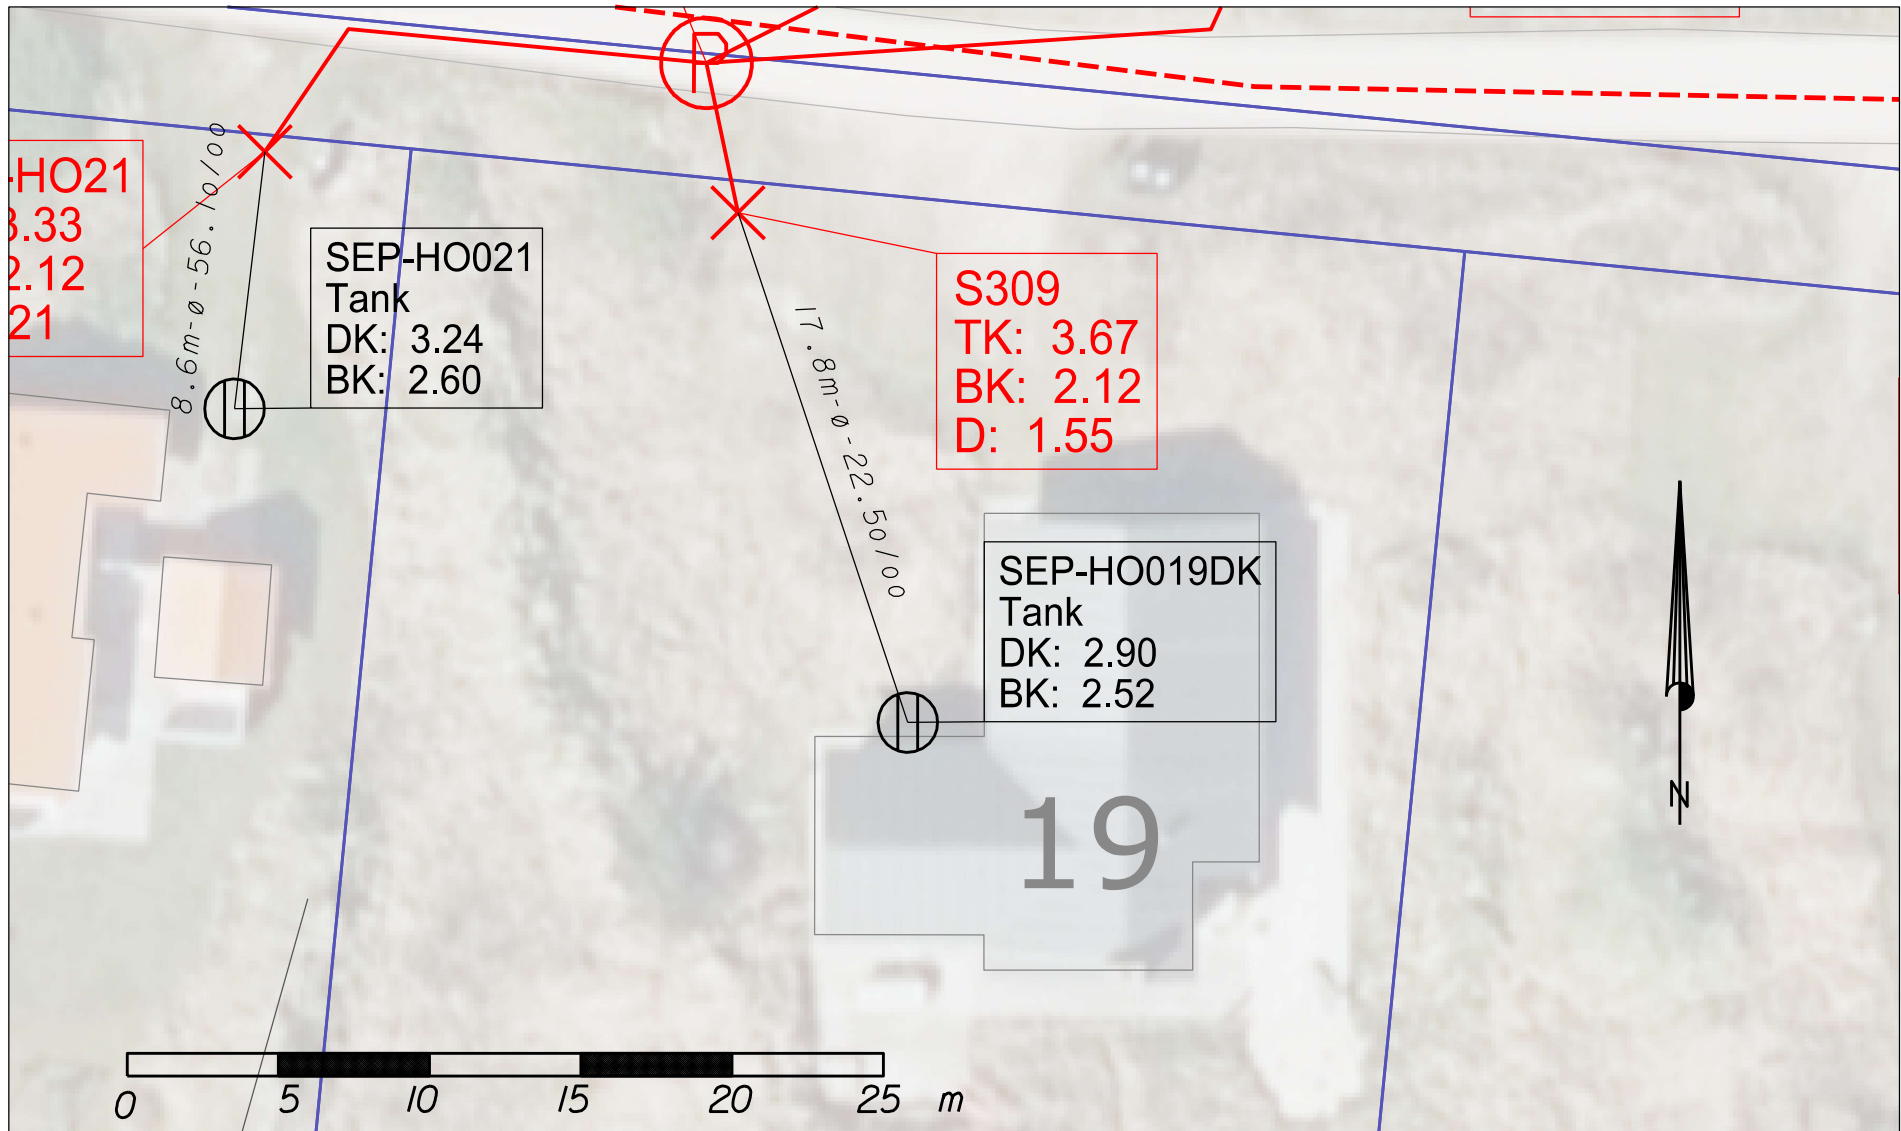 P
-HO21
3.33
2.12
21
8.6m-ø-56.10/00
SEP-HO021
Tank
DK: 3.24
BK: 2.60
S309
TK: 3.67
BK: 2.12
D: 1.55
17.8m-ø-22.50/00
SEP-HO019DK
Tank
DK: 2.90
BK: 2.52
19
N
0 5 10 15 20 25 m